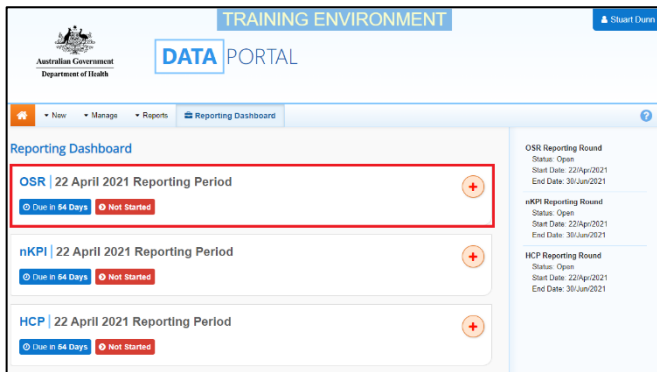 TRAINING ENVIRONMENT
Stuart Dunn
Australian Government
Department of Health
DATA PORTAL
New Manage Reports Reporting Dashboard ?
Reporting Dashboard
OSR | 22 April 2021 Reporting Period
Due in 54 Days Not Started
nKPI | 22 April 2021 Reporting Period
Due in 54 Days Not Started
HCP | 22 April 2021 Reporting Period
Due in 54 Days Not Started
OSR Reporting Round
Status: Open
Start Date: 22/Apr/2021
End Date: 30/Jun/2021
nKPI Reporting Round
Status: Open
Start Date: 22/Apr/2021
End Date: 30/Jun/2021
HCP Reporting Round
Status: Open
Start Date: 22/Apr/2021
End Date: 30/Jun/2021